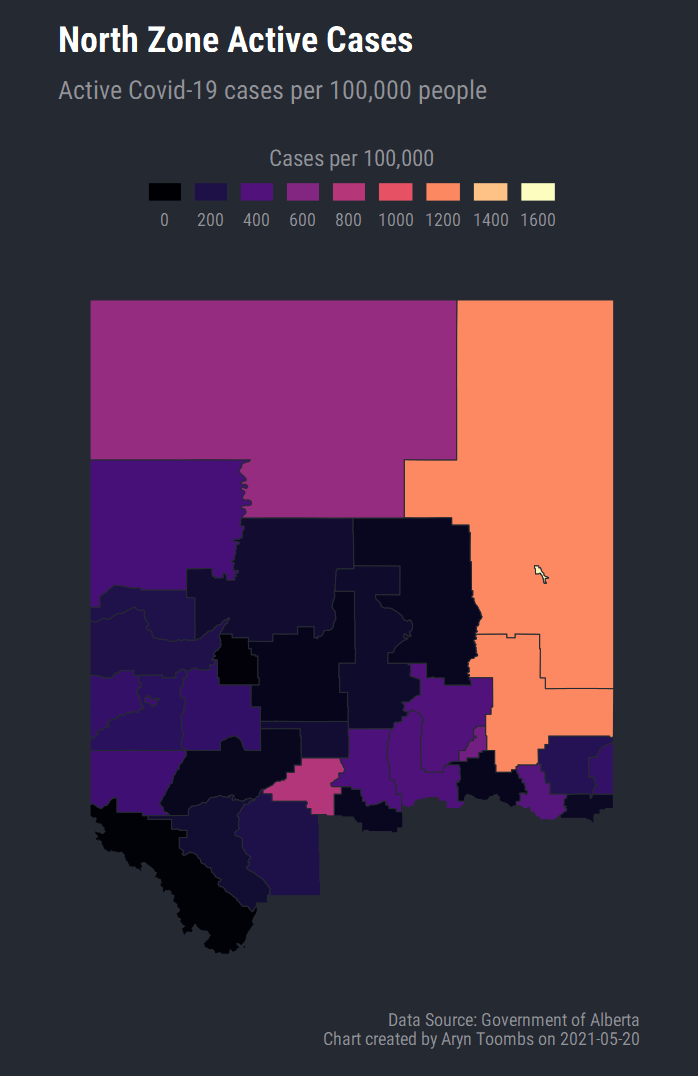 North Zone Active Cases
Active Covid-19 cases per 100,000 people
Cases per 100,000
0 200 400 600 800 1000 1200 1400 1600
Data Source: Government of Alberta
Chart created by Aryn Toombs on 2021-05-20